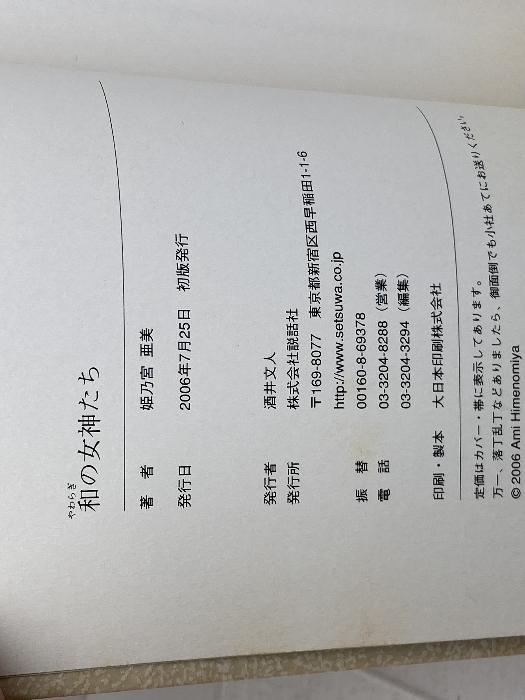 やわらぎ
和の女神たち
著 者 姫乃宮 亜美
発行日 2006年7月25日 初版発行
発行者 酒井文人
発行所 株式会社説話社
〒169-8077 東京都新宿区西早稲田1-1-6
http://www.setsuwa.co.jp
振 替 00160-8-69378
電 話 03-3204-8288（営業）
03-3204-3294（編集）
印刷・製本 大日本印刷株式会社
定価はカバー・帯に表示してあります。
万一、落丁乱丁などありましたら、御面倒でも小社あてにお送りください。
© 2006 Ami Himenomiya